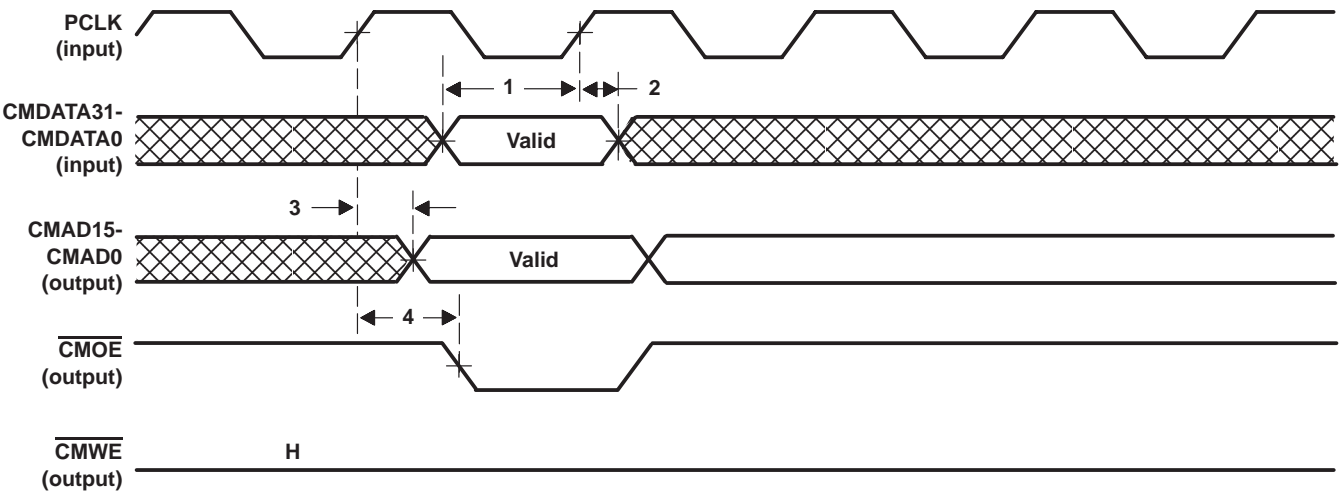 PCLK
(input)
1
2
CMDATA31-
CMDATA0
(input)
Valid
3
CMAD15-
CMAD0
(output)
Valid
4
CMOE
(output)
CMWE
(output)
H